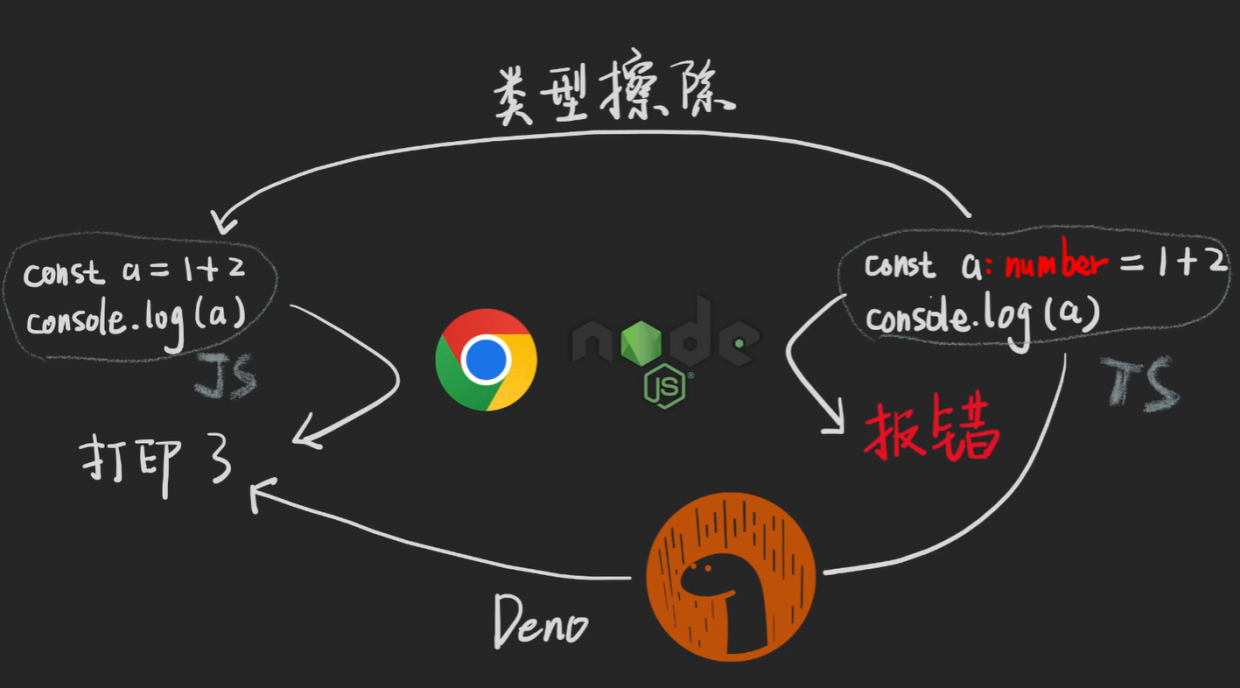 类型擦除
const a = 1+2
console.log(a)
JS
const a: number = 1+2
console.log(a)
TS
node
JS
®
打印 3
报错
Deno